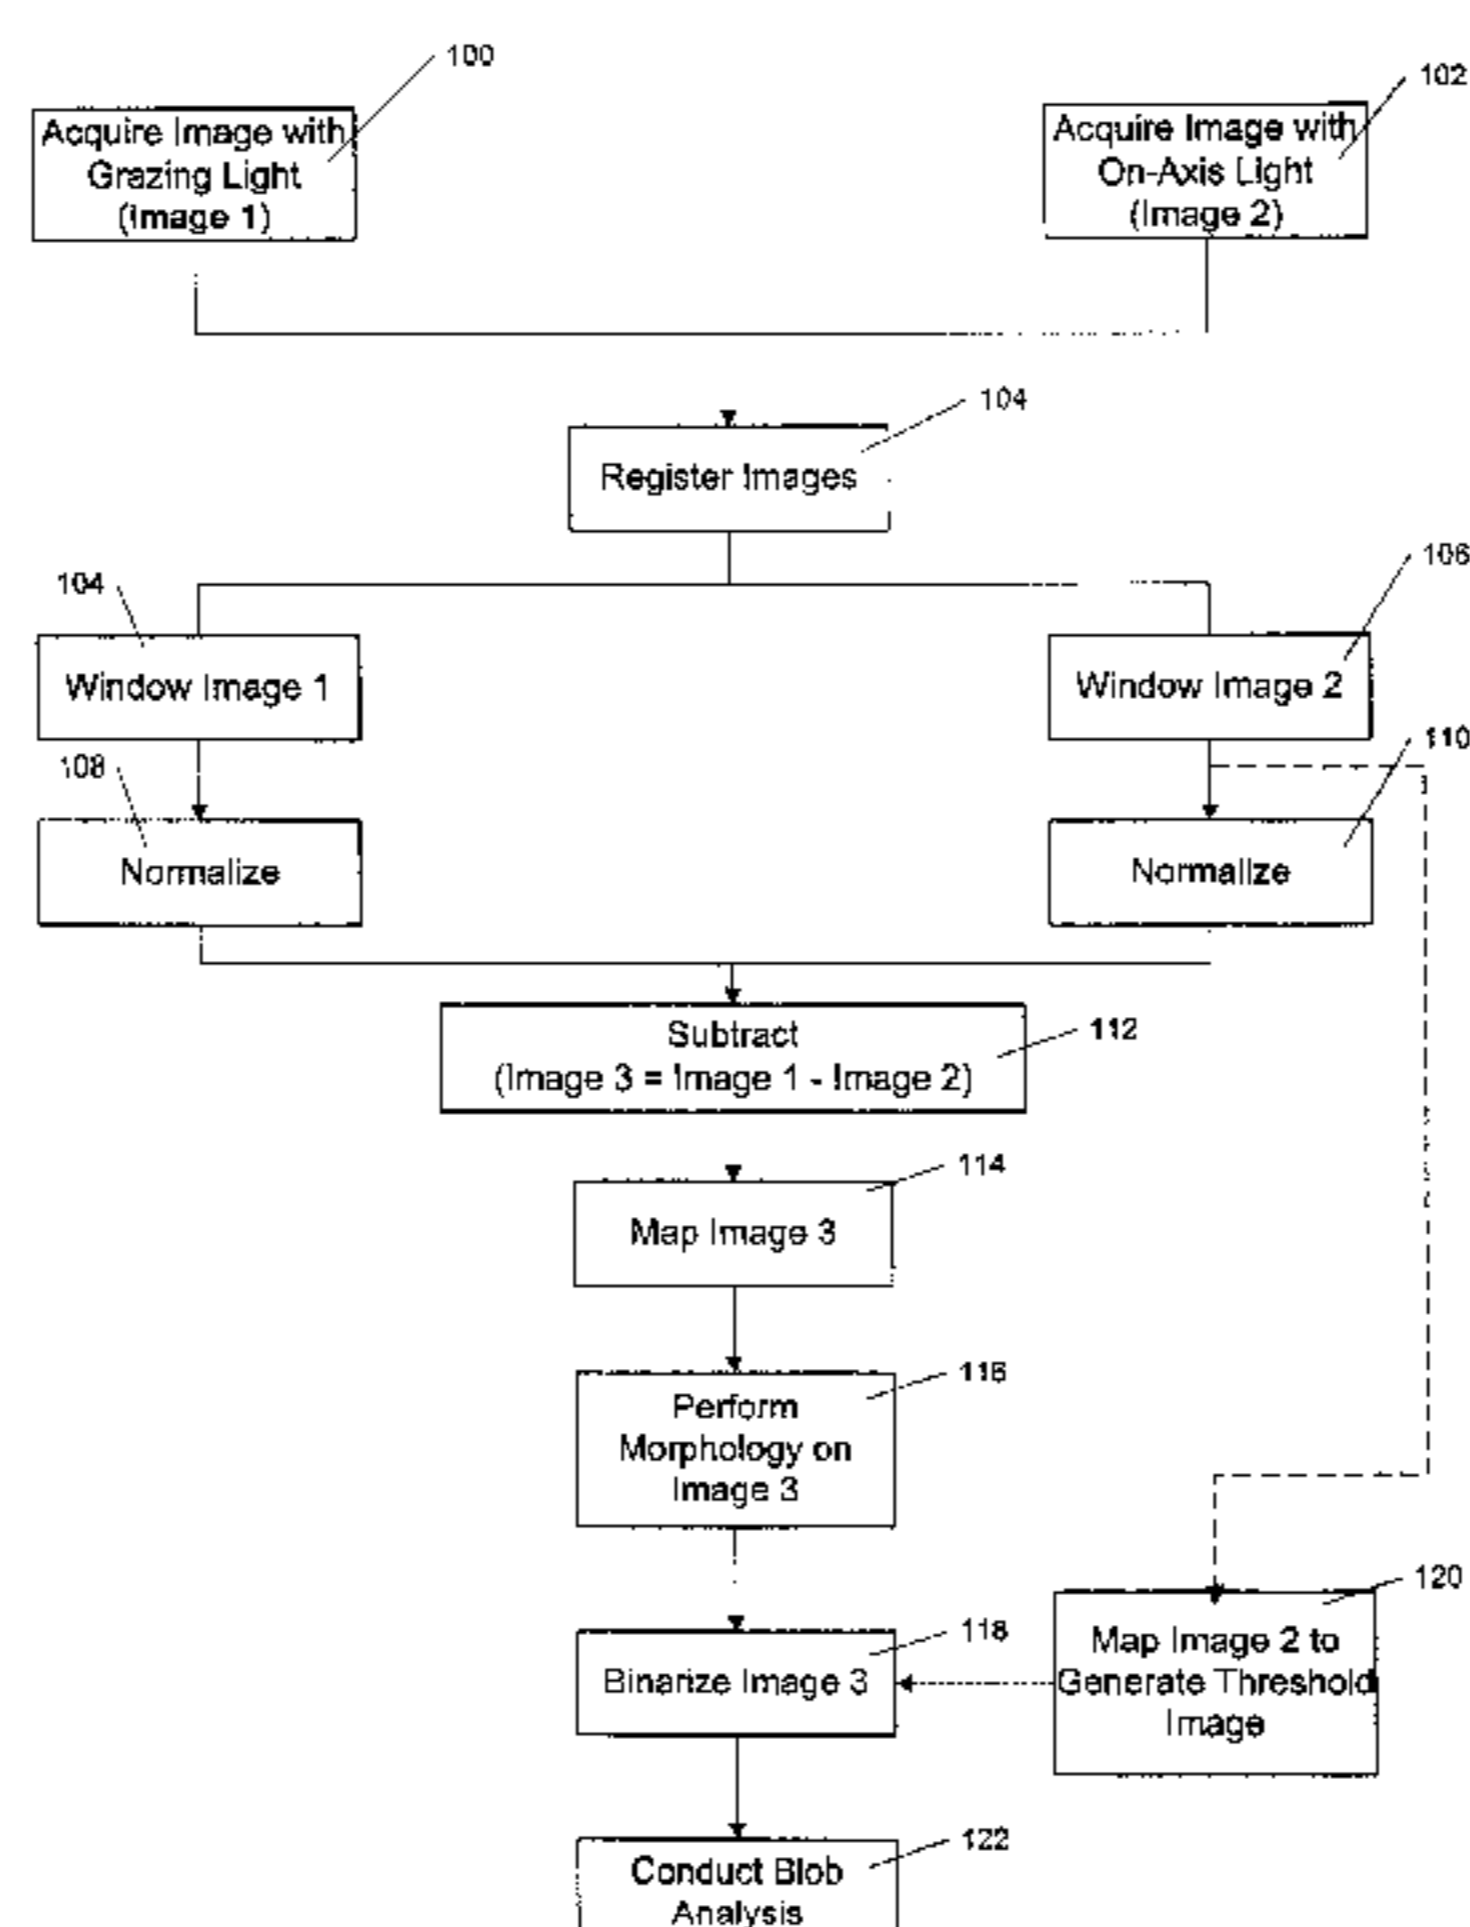 100
102
Acquire Image with
Grazing Light
(Image 1)
Acquire Image with
On-Axis Light
(Image 2)
104
Register Images
104
106
Window Image 1
Window Image 2
108
110
Normalize
Normalize
Subtract
(Image 3 = Image 1 - Image 2)
112
114
Map Image 3
116
Perform
Morphology on
Image 3
118
120
Binarize Image 3
Map Image 2 to
Generate Threshold
Image
122
Conduct Blob
Analysis